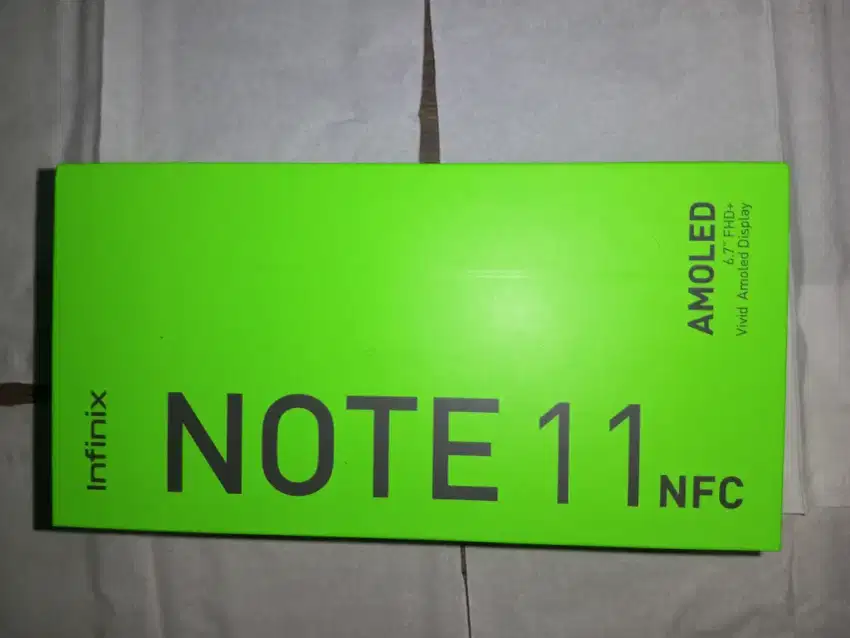 Infinix
NOTE 11 NFC
AMOLED
6.7" FHD+
Vivid Amoled Display